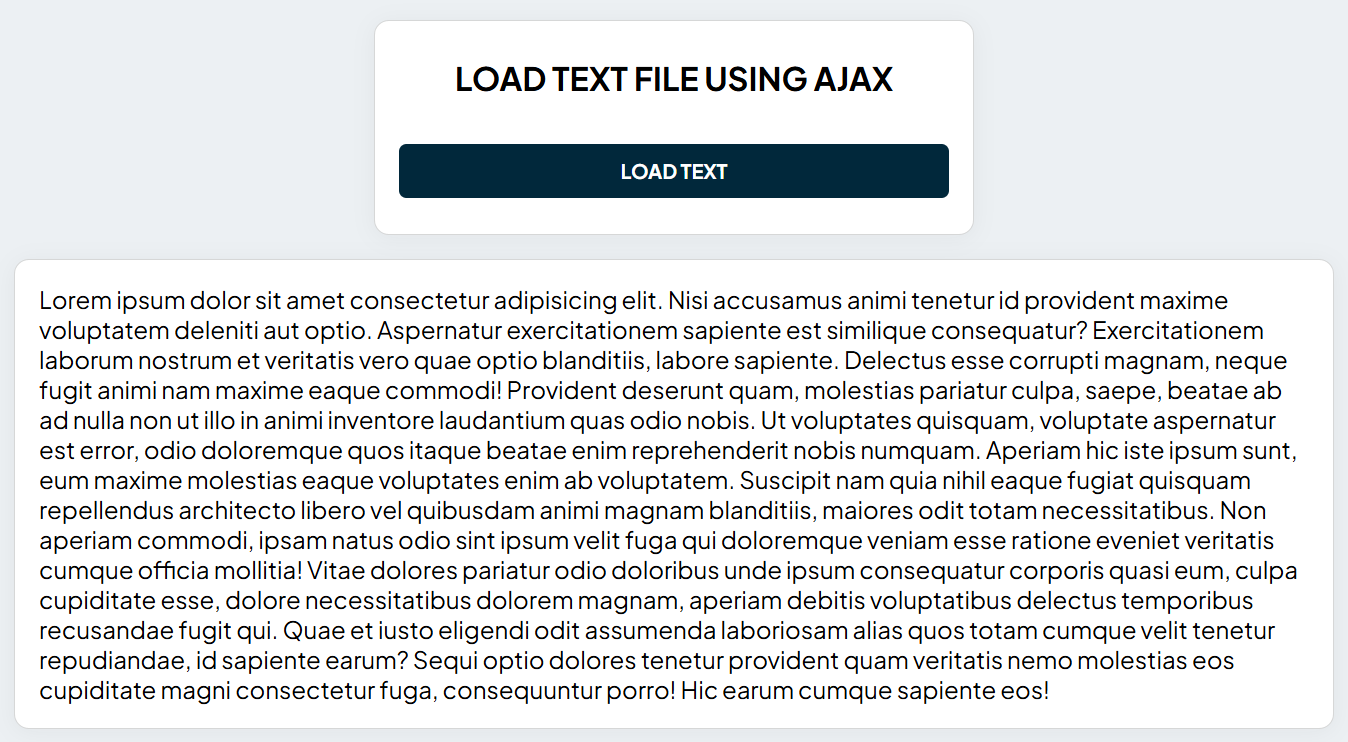 LOAD TEXT FILE USING AJAX
LOAD TEXT
Lorem ipsum dolor sit amet consectetur adipisicing elit. Nisi accusamus animi tenetur id provident maxime
voluptatem deleniti aut optio. Aspernatur exercitationem sapiente est similique consequatur? Exercitationem
laborum nostrum et veritatis vero quae optio blanditiis, labore sapiente. Delectus esse corrupti magnam, neque
fugit animi nam maxime eaque commodi! Provident deserunt quam, molestias pariatur culpa, saepe, beatae ab
ad nulla non ut illo in animi inventore laudantium quas odio nobis. Ut voluptates quisquam, voluptate aspernatur
est error, odio doloremque quos itaque beatae enim reprehenderit nobis numquam. Aperiam hic iste ipsum sunt,
eum maxime molestias eaque voluptates enim ab voluptatem. Suscipit nam quia nihil eaque fugiat quisquam
repellendus architecto libero vel quibusdam animi magnam blanditiis, maiores odit totam necessitatibus. Non
aperiam commodi, ipsam natus odio sint ipsum velit fuga qui doloremque veniam esse ratione eveniet veritatis
cumque officia mollitia! Vitae dolores pariatur odio doloribus unde ipsum consequatur corporis quasi eum, culpa
cupiditate esse, dolore necessitatibus dolorem magnam, aperiam debitis voluptatibus delectus temporibus
recusandae fugit qui. Quae et iusto eligendi odit assumenda laboriosam alias quos totam cumque velit tenetur
repudiandae, id sapiente earum? Sequi optio dolores tenetur provident quam veritatis nemo molestias eos
cupiditate magni consectetur fuga, consequuntur porro! Hic earum cumque sapiente eos!